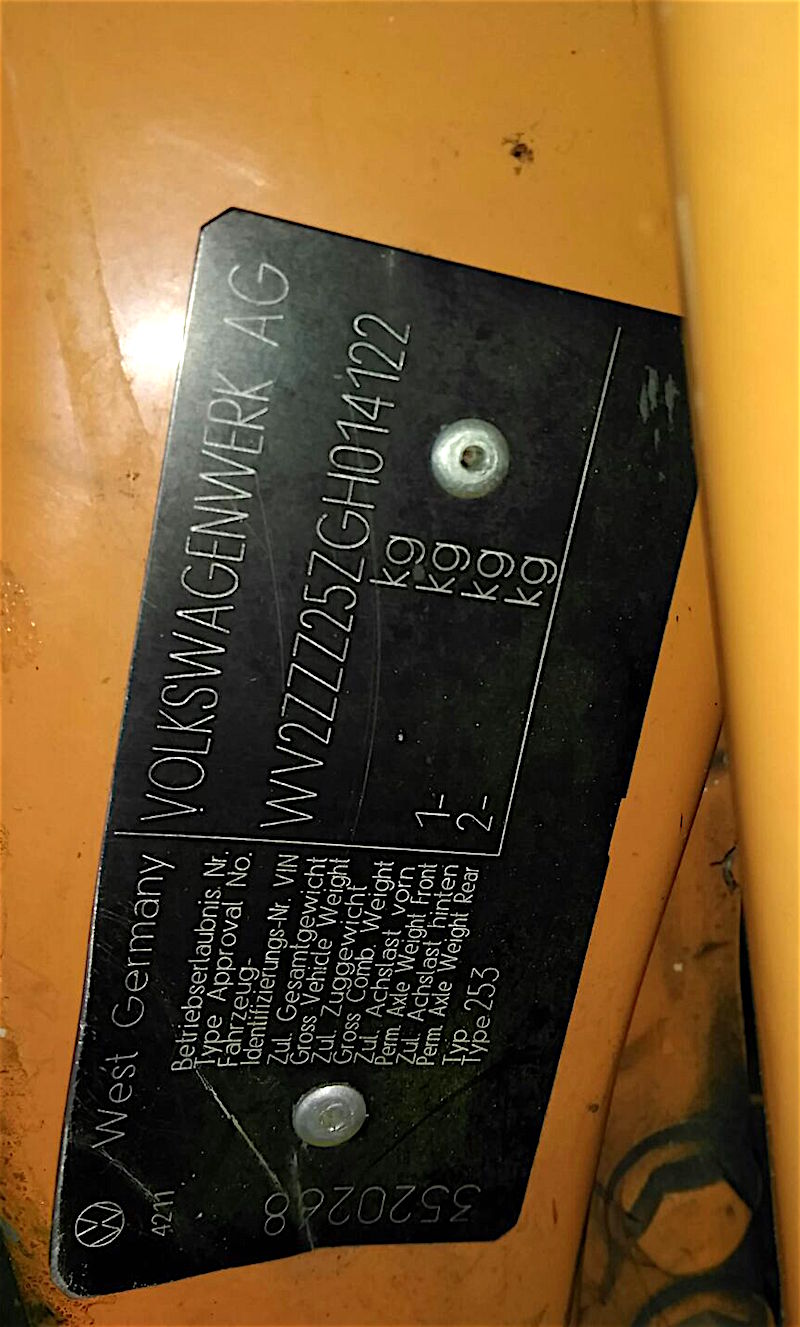 West Germany VOLKSWAGENWERK AG
4211
Betriebserlaubnis. Nr.
Type Approval No.
Fahrzeug-
Identifizierungs-Nr. VIN WV2ZZZ25ZGH014122
Zul. Gesamtgewicht
Gross Vehicle Weight kg
Zul. Zuggewicht
Gross Comb. Weight kg
Zul. Achslast vorn
Perm. Axle Weight Front 1- kg
Zul. Achslast hinten
Perm. Axle Weight Rear 2- kg
Typ
Type 253
3520268